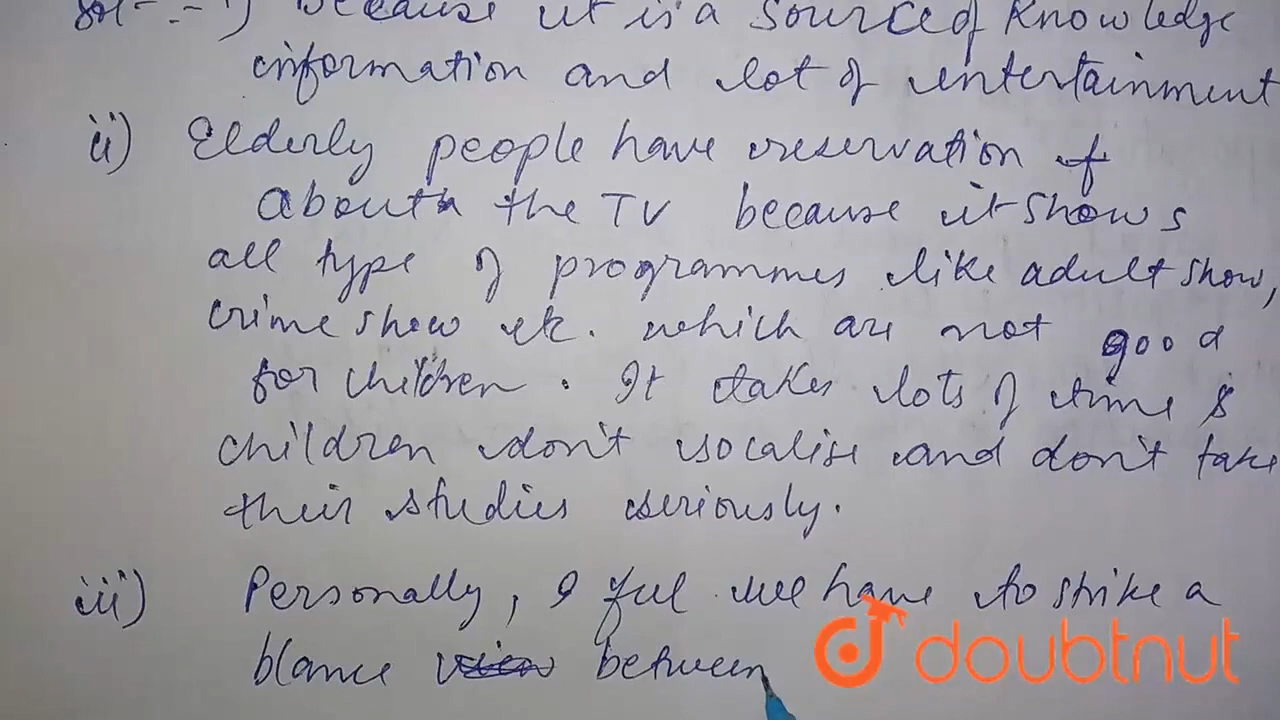 Sol-:- i) Because it is a source of knowledge
information and lot of entertainment
ii) Elderly people have reservation of
about the TV because it shows
all type of programmes like adult show,
crime show etc. which are not good
for children. It takes lots of time &
children don't socalise and don't take
their studies seriously.
iii) Personally, I feel we have to strike a
blance between
doubtnut